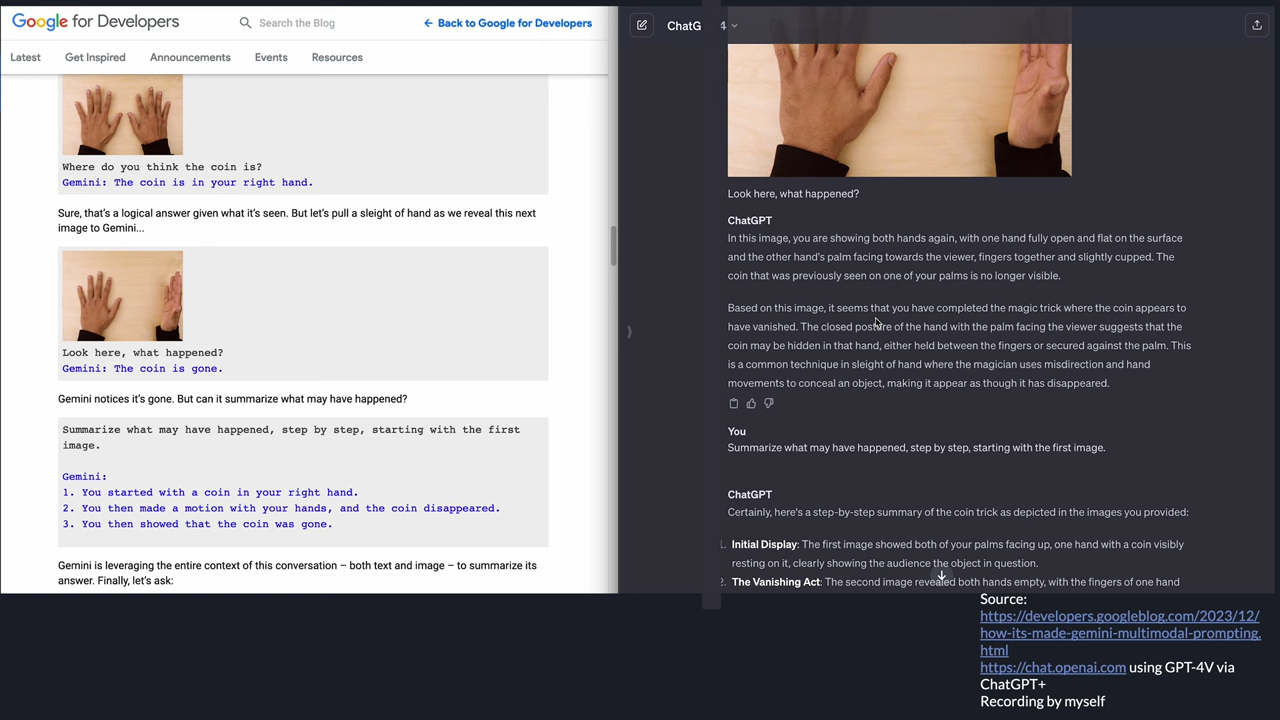 Google for Developers
Search the Blog
← Back to Google for Developers
Latest
Get Inspired
Announcements
Events
Resources
Where do you think the coin is?
Gemini: The coin is in your right hand.
Sure, that's a logical answer given what it's seen. But let's pull a sleight of hand as we reveal this next
image to Gemini...
Look here, what happened?
Gemini: The coin is gone.
Gemini notices it's gone. But can it summarize what may have happened?
Summarize what may have happened, step by step, starting with the first
image.
Gemini:
1. You started with a coin in your right hand.
2. You then made a motion with your hands, and the coin disappeared.
3. You then showed that the coin was gone.
Gemini is leveraging the entire context of this conversation – both text and image – to summarize its
answer. Finally, let's ask:
ChatG 4
Look here, what happened?
ChatGPT
In this image, you are showing both hands again, with one hand fully open and flat on the surface
and the other hand's palm facing towards the viewer, fingers together and slightly cupped. The
coin that was previously seen on one of your palms is no longer visible.
Based on this image, it seems that you have completed the magic trick where the coin appears to
have vanished. The closed posture of the hand with the palm facing the viewer suggests that the
coin may be hidden in that hand, either held between the fingers or secured against the palm. This
is a common technique in sleight of hand where the magician uses misdirection and hand
movements to conceal an object, making it appear as though it has disappeared.
You
Summarize what may have happened, step by step, starting with the first image.
ChatGPT
Certainly, here's a step-by-step summary of the coin trick as depicted in the images you provided:
1. Initial Display: The first image showed both of your palms facing up, one hand with a coin visibly
resting on it, clearly showing the audience the object in question.
2. The Vanishing Act: The second image revealed both hands empty, with the fingers of one hand
Source:
https://developers.googleblog.com/2023/12/
how-its-made-gemini-multimodal-prompting.
html
https://chat.openai.com using GPT-4V via
ChatGPT+
Recording by myself